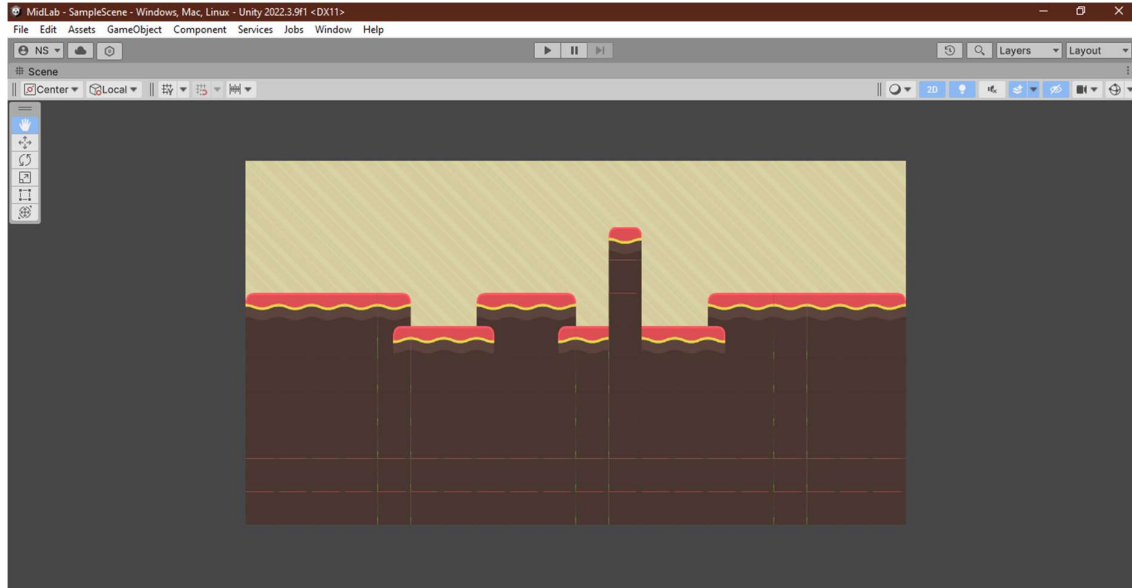 MidLab - SampleScene - Windows, Mac, Linux - Unity 2022.3.9f1 <DX11>
File Edit Assets GameObject Component Services Jobs Window Help
NS Layers Layout
Scene
Center Local 2D